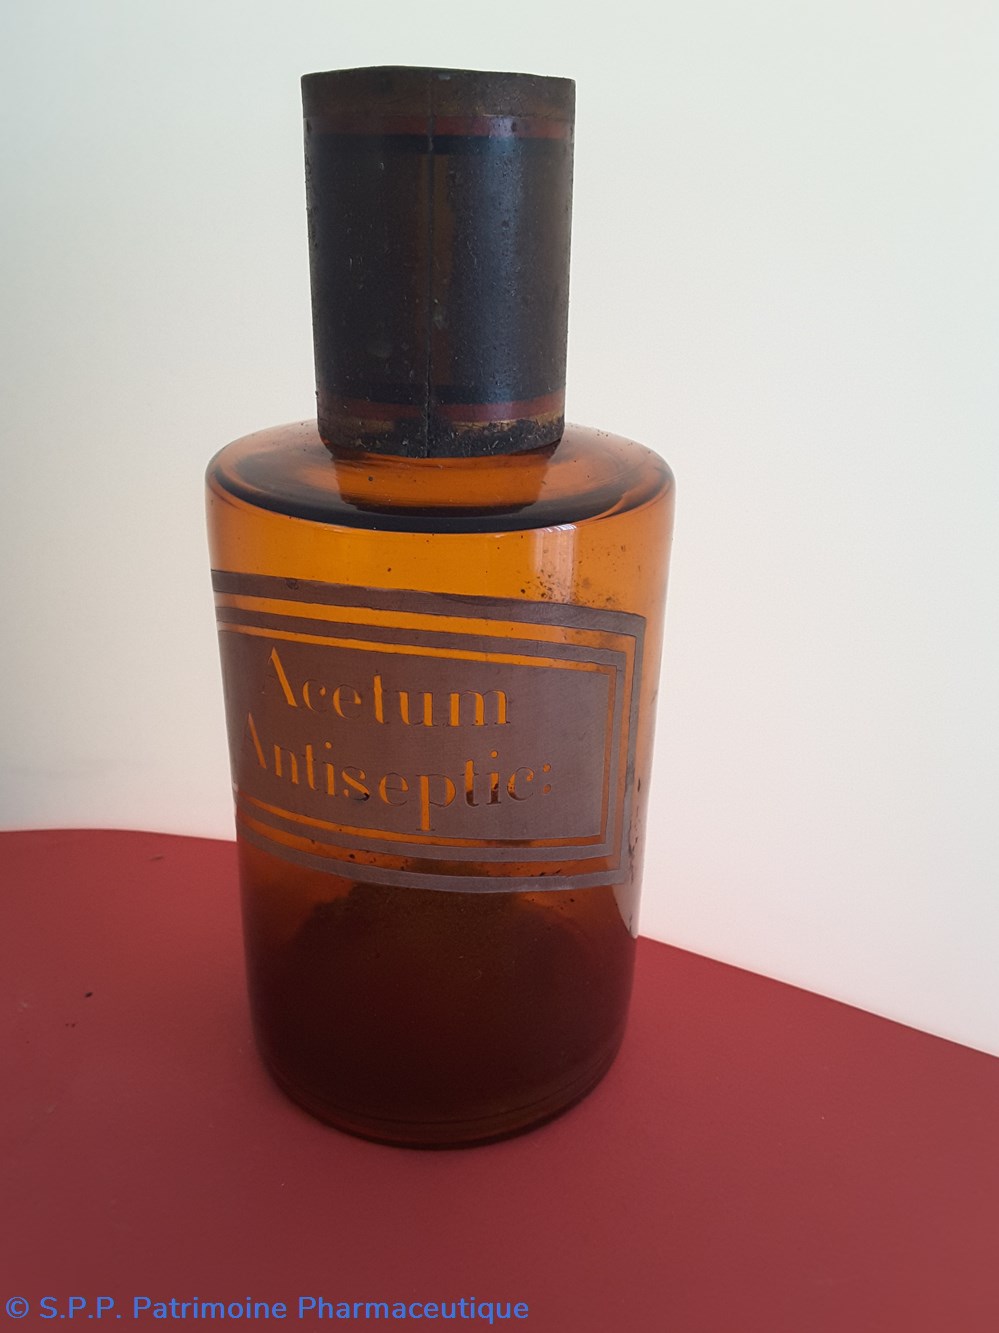 Acetum
Antiseptic:
© S.P.P. Patrimoine Pharmaceutique